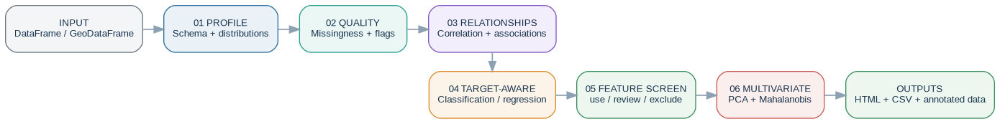 INPUT
DataFrame / GeoDataFrame
01 PROFILE
Schema + distributions
02 QUALITY
Missingness + flags
03 RELATIONSHIPS
Correlation + associations
04 TARGET-AWARE
Classification / regression
05 FEATURE SCREEN
use / review / exclude
06 MULTIVARIATE
PCA + Mahalanobis
OUTPUTS
HTML + CSV + annotated data